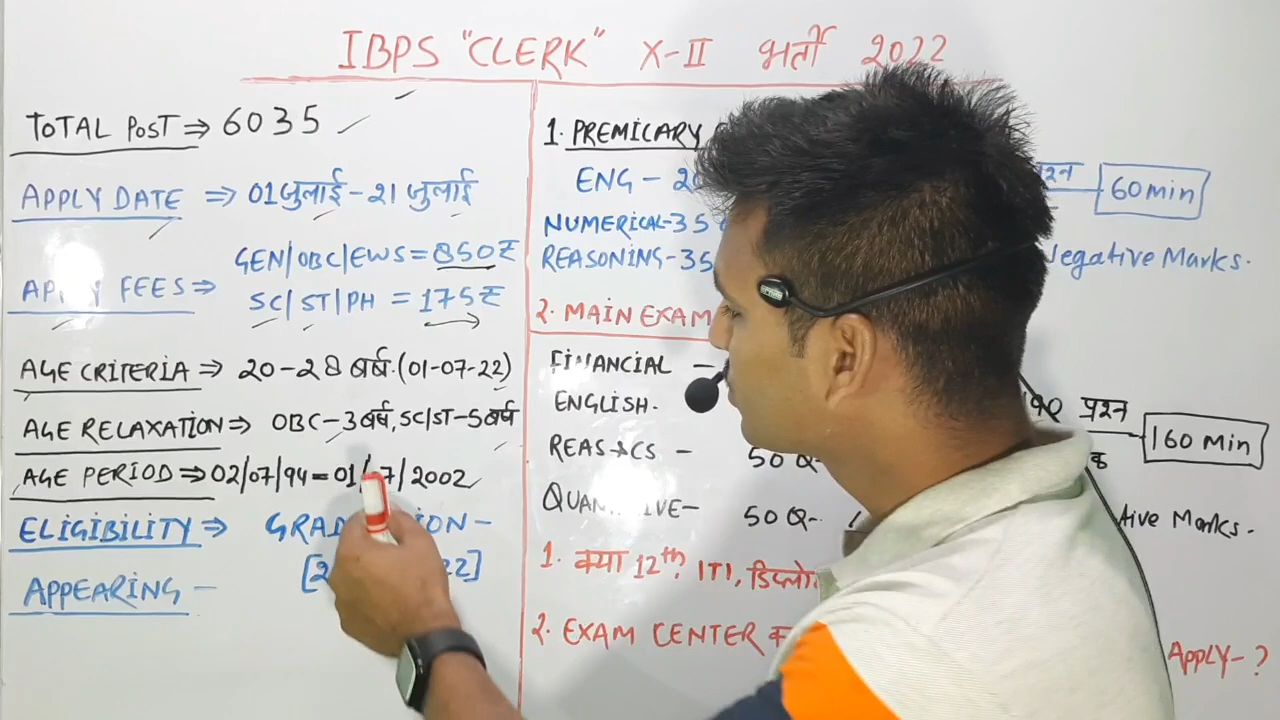 IBPS "CLERK" X-II भर्ती 2022
TOTAL POST ⇒ 6035
APPLY DATE ⇒ 01 जुलाई - 21 जुलाई
APPLY FEES ⇒ GEN/OBC/EWS = 850₹
SC/ST/PH = 175₹
AGE CRITERIA ⇒ 20-28 वर्ष. (01-07-22)
AGE RELAXATION ⇒ OBC-3 वर्ष, SC/ST-5 वर्ष
AGE PERIOD ⇒ 02/07/94 = 01/ 7/2002
ELIGIBILITY ⇒
APPEARING -
1. PREMICARY
ENG -
प्रश्न
60 min
NUMERICAL-35
REASONING-35
Negative Marks.
2. MAIN EXAM
FINANCIAL -
ENGLISH.
प्रश्न
160 min
REAS+CS - 50 Q-
50 Q-
Marks.
1. क्या 12th, ITI,
2. EXAM CENTER
APPLY- ?